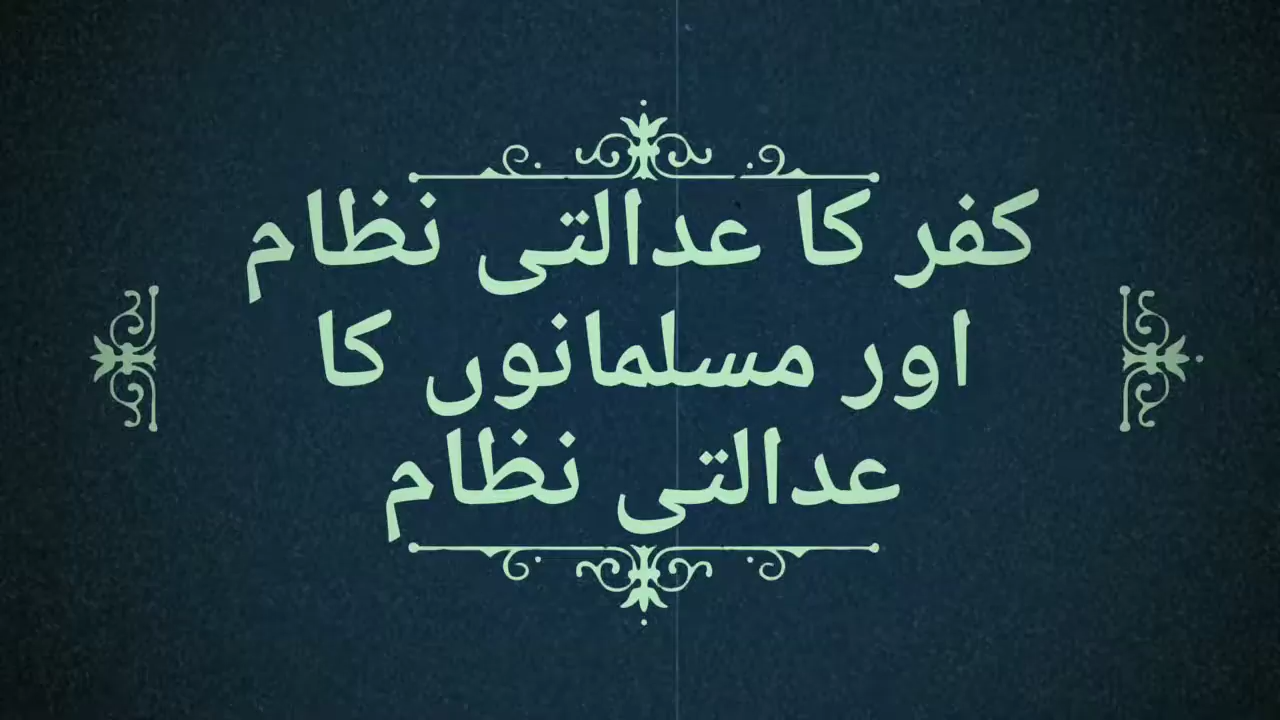 کفر کا عدالتی نظام
اور مسلمانوں کا
عدالتی نظام